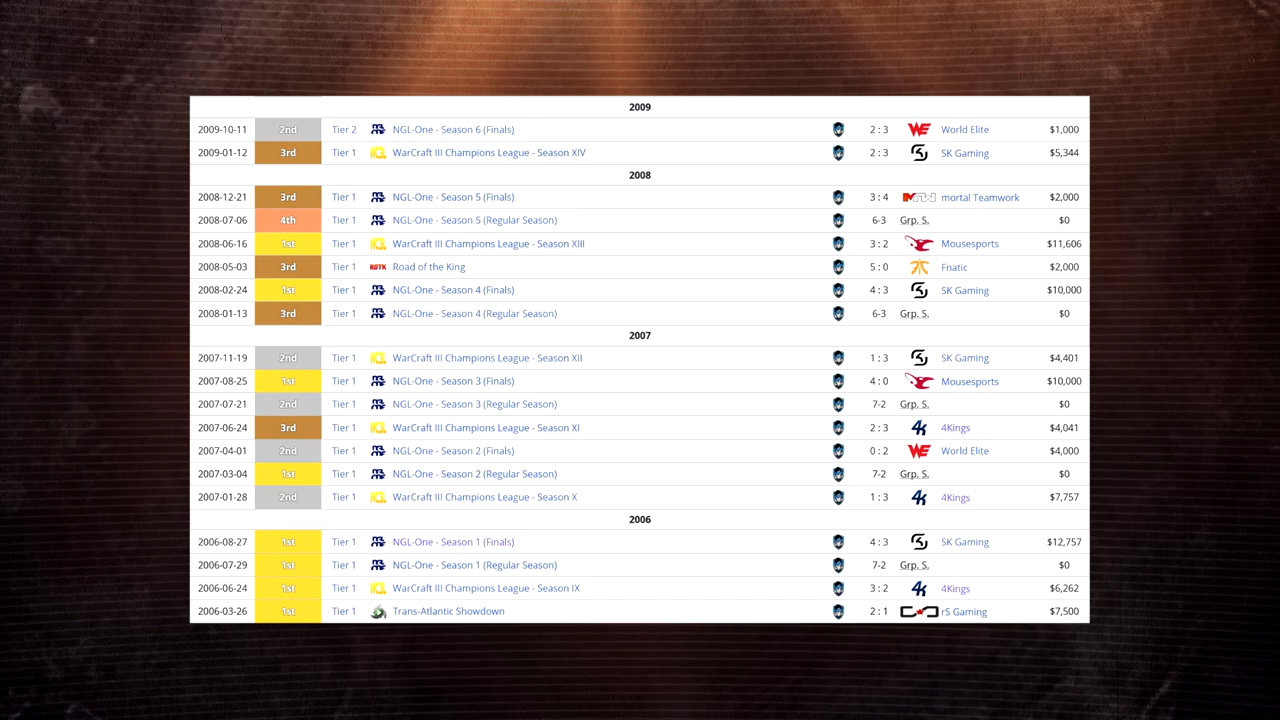 2009
2009-10-11 2nd Tier 2 NGL-One - Season 6 (Finals) 2 : 3 World Elite $1,000
2009-01-12 3rd Tier 1 WarCraft III Champions League - Season XIV 2 : 3 SK Gaming $5,344
2008
2008-12-21 3rd Tier 1 NGL-One - Season 5 (Finals) 3 : 4 mortal Teamwork $2,000
2008-07-06 4th Tier 1 NGL-One - Season 5 (Regular Season) 6-3 Grp. S. $0
2008-06-16 1st Tier 1 WarCraft III Champions League - Season XIII 3 : 2 Mousesports $11,606
2008-05-03 3rd Tier 1 ROTK Road of the King 5 : 0 Fnatic $2,000
2008-02-24 1st Tier 1 NGL-One - Season 4 (Finals) 4 : 3 SK Gaming $10,000
2008-01-13 3rd Tier 1 NGL-One - Season 4 (Regular Season) 6-3 Grp. S. $0
2007
2007-11-19 2nd Tier 1 WarCraft III Champions League - Season XII 1 : 3 SK Gaming $4,401
2007-08-25 1st Tier 1 NGL-One - Season 3 (Finals) 4 : 0 Mousesports $10,000
2007-07-21 2nd Tier 1 NGL-One - Season 3 (Regular Season) 7-2 Grp. S. $0
2007-06-24 3rd Tier 1 WarCraft III Champions League - Season XI 2 : 3 4K 4Kings $4,041
2007-04-01 2nd Tier 1 NGL-One - Season 2 (Finals) 0 : 2 World Elite $4,000
2007-03-04 1st Tier 1 NGL-One - Season 2 (Regular Season) 7-2 Grp. S. $0
2007-01-28 2nd Tier 1 WarCraft III Champions League - Season X 1 : 3 4K 4Kings $7,757
2006
2006-08-27 1st Tier 1 NGL-One - Season 1 (Finals) 4 : 3 SK Gaming $12,757
2006-07-29 1st Tier 1 NGL-One - Season 1 (Regular Season) 7-2 Grp. S. $0
2006-06-24 1st Tier 1 WarCraft III Champions League - Season IX 3 : 2 4K 4Kings $6,262
2006-03-26 1st Tier 1 Trans-Atlantic Showdown 2 : 1 rS Gaming $7,500